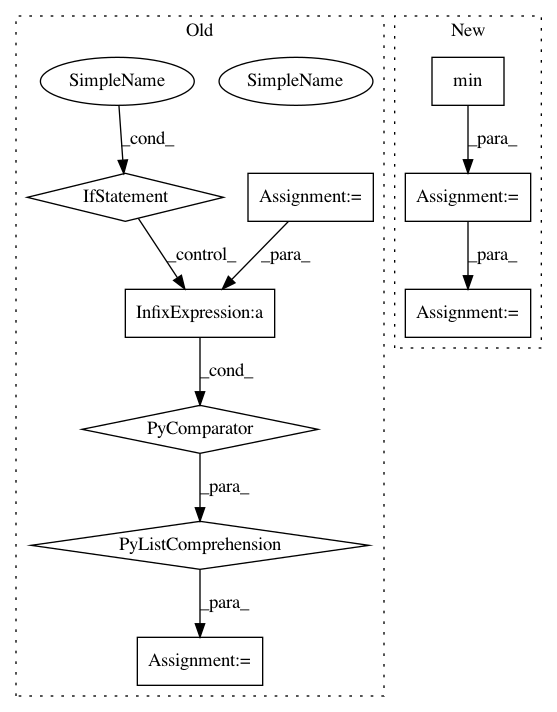 Old
New
SimpleName
SimpleName
min
_cond_
_para_
IfStatement
Assignment:=
Assignment:=
_control_
_para_
_para_
InfixExpression:a
Assignment:=
_cond_
PyComparator
_para_
PyListComprehension
_para_
Assignment:=